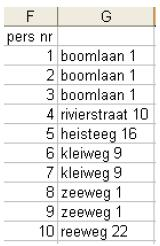 F G
pers nr
1 boomlaan 1
2 boomlaan 1
3 boomlaan 1
4 rivierstraat 10
5 heisteeg 16
6 kleiweg 9
7 kleiweg 9
8 zeeweg 1
9 zeeweg 1
10 reeweg 22